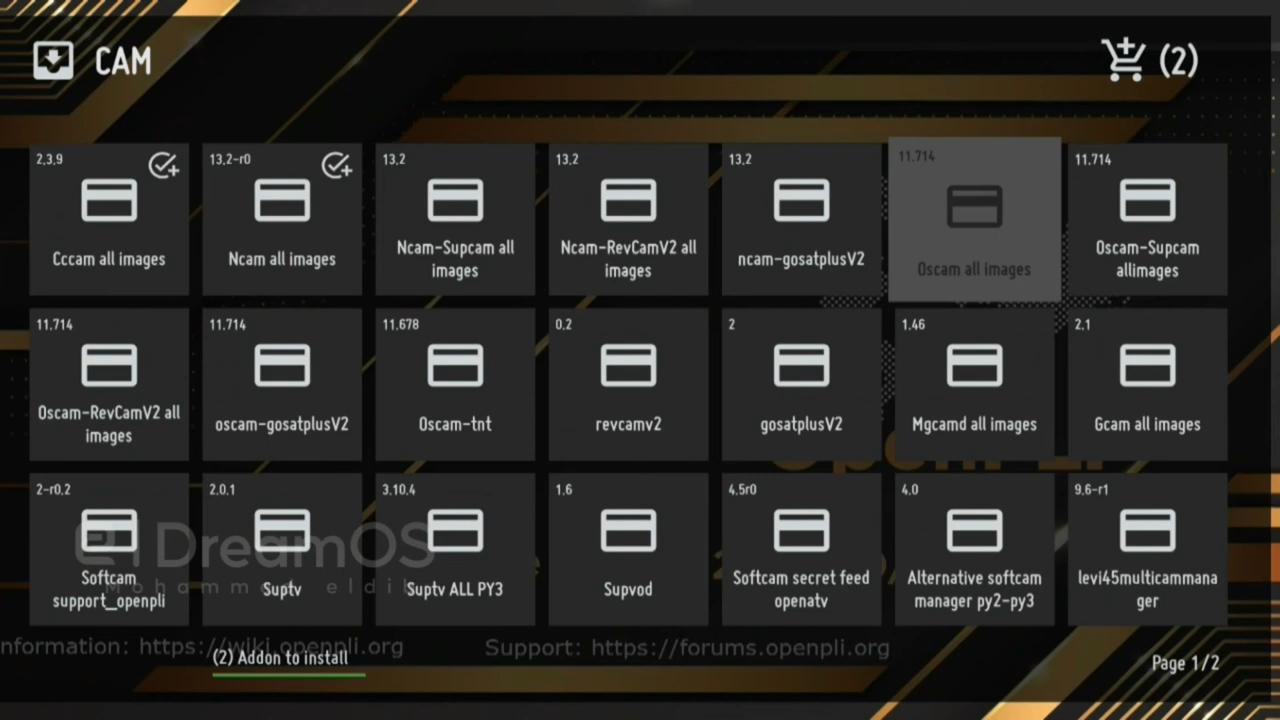 CAM
(2)
2.3.9
Cccam all images
13.2-r0
Ncam all images
13.2
Ncam-Supcam all
images
13.2
Ncam-RevCamV2 all
images
13.2
ncam-gosatplusV2
11.714
Oscam all images
11.714
Oscam-Supcam
allimages
11.714
Oscam-RevCamV2 all
images
11.714
oscam-gosatplusV2
11.678
Oscam-tnt
0.2
revcamv2
2
gosatplusV2
1.46
Mgcamd all images
2.1
Gcam all images
2-r0.2
Softcam
support_openpli
2.0.1
Suptv
3.10.4
Suptv ALL PY3
1.6
Supvod
4.5r0
Softcam secret feed
openatv
4.0
Alternative softcam
manager py2-py3
9.6-r1
levi45multicammana
ger
DreamOS
nformation: https://wiki.openpli.org
Support: https://forums.openpli.org
(2) Addon to install
Page 1/2